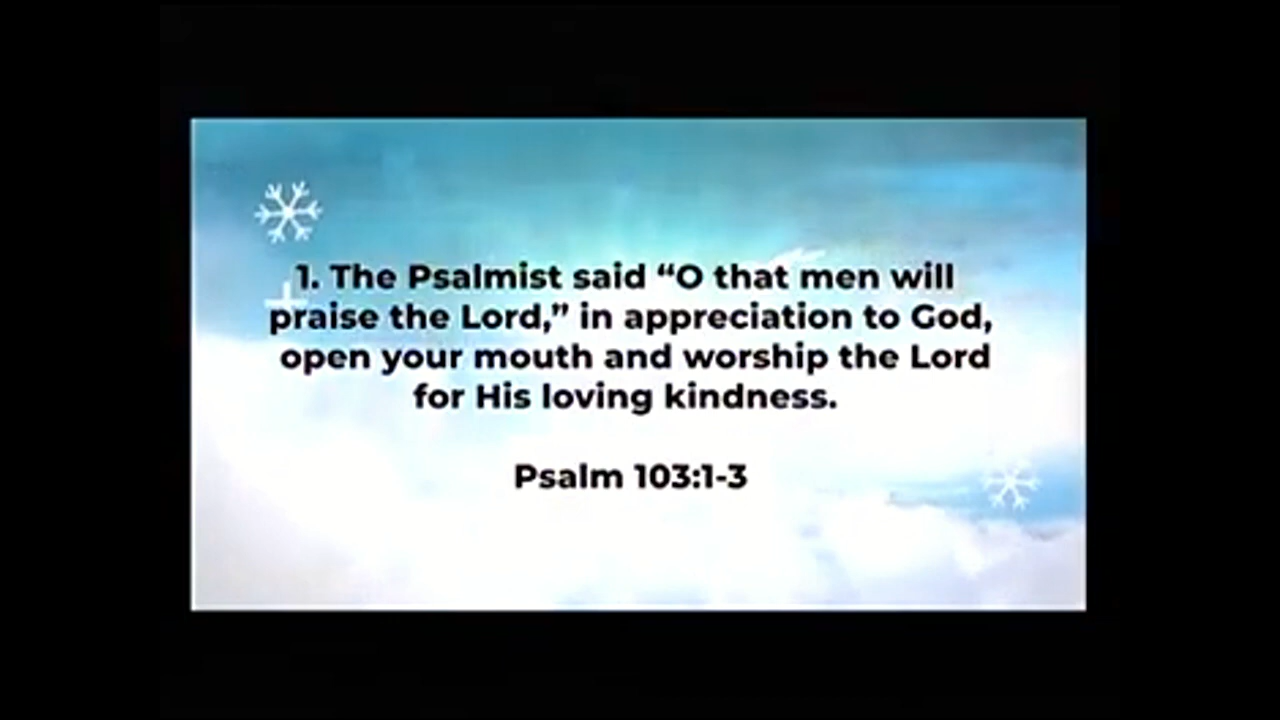 1. The Psalmist said “O that men will
praise the Lord,” in appreciation to God,
open your mouth and worship the Lord
for His loving kindness.
Psalm 103:1-3